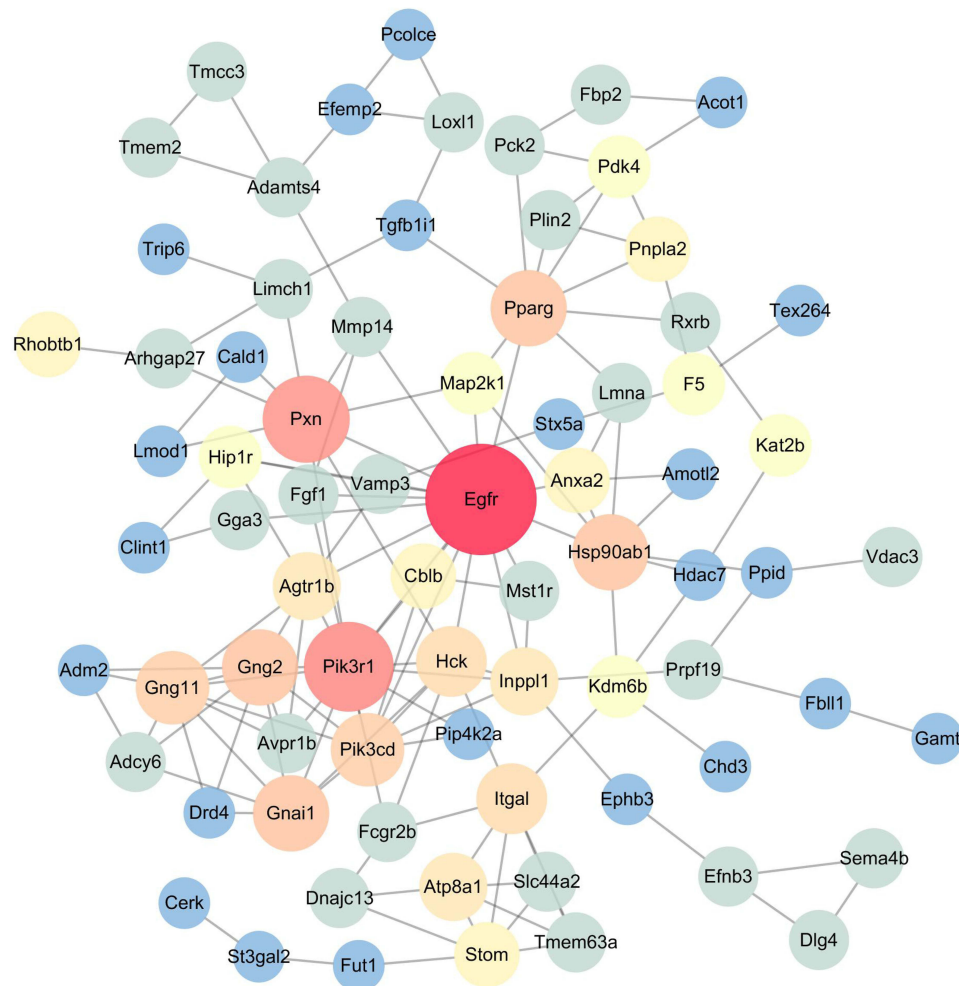 Pcolce
Tmcc3
Fbp2
Acot1
Efemp2
Loxl1
Tmem2
Pck2
Pdk4
Adamts4
Plin2
Tgfb1i1
Trip6
Pnpla2
Limch1
Pparg
Tex264
Mmp14
Rxrb
Rhobtb1
Arhgap27
Cald1
Map2k1
Lmna
F5
Pxn
Stx5a
Lmod1
Hip1r
Kat2b
Vamp3
Anxa2
Amotl2
Fgf1
Egfr
Gga3
Clint1
Hsp90ab1
Vdac3
Agtr1b
Cblb
Hdac7
Ppid
Mst1r
Adm2
Gng2
Pik3r1
Hck
Gng11
Inppl1
Kdm6b
Prpf19
Fbll1
Adcy6
Avpr1b
Pik3cd
Pip4k2a
Gamt
Chd3
Drd4
Gnai1
Itgal
Ephb3
Fcgr2b
Efnb3
Sema4b
Atp8a1
Slc44a2
Dnajc13
Cerk
Dlg4
St3gal2
Stom
Tmem63a
Fut1